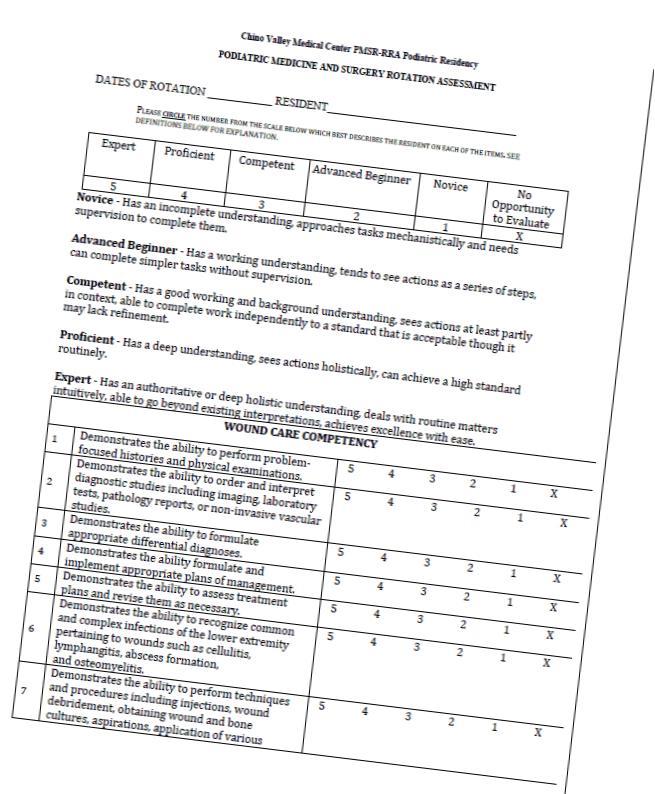 Chino Valley Medical Center PMSR-RRA Podiatric Residency
PODIATRIC MEDICINE AND SURGERY ROTATION ASSESSMENT
DATES OF ROTATION ____________ RESIDENT__________________________________
PLEASE CIRCLE THE NUMBER FROM THE SCALE BELOW WHICH BEST DESCRIBES THE RESIDENT ON EACH OF THE ITEMS. SEE
DEFINITIONS BELOW FOR EXPLANATION.
Expert Proficient Competent Advanced Beginner Novice No
Opportunity
to Evaluate
5 4 3 2 1 X
Novice - Has an incomplete understanding, approaches tasks mechanistically and needs
supervision to complete them.
Advanced Beginner - Has a working understanding, tends to see actions as a series of steps,
can complete simpler tasks without supervision.
Competent - Has a good working and background understanding, sees actions at least partly
in context, able to complete work independently to a standard that is acceptable though it
may lack refinement.
Proficient - Has a deep understanding, sees actions holistically, can achieve a high standard
routinely.
Expert - Has an authoritative or deep holistic understanding, deals with routine matters
intuitively, able to go beyond existing interpretations, achieves excellence with ease.
WOUND CARE COMPETENCY
1 Demonstrates the ability to perform problem- 5 4 3 2 1 X
focused histories and physical examinations.
2 Demonstrates the ability to order and interpret 5 4 3 2 1 X
diagnostic studies including imaging, laboratory
tests, pathology reports, or non-invasive vascular
studies.
3 Demonstrates the ability to formulate 5 4 3 2 1 X
appropriate differential diagnoses.
4 Demonstrates the ability formulate and 5 4 3 2 1 X
implement appropriate plans of management.
5 Demonstrates the ability to assess treatment 5 4 3 2 1 X
plans and revise them as necessary.
6 Demonstrates the ability to recognize common 5 4 3 2 1 X
and complex infections of the lower extremity
pertaining to wounds such as cellulitis,
lymphangitis, abscess formation,
and osteomyelitis.
7 Demonstrates the ability to perform techniques 5 4 3 2 1 X
and procedures including injections, wound
debridement, obtaining wound and bone
cultures, aspirations, application of various